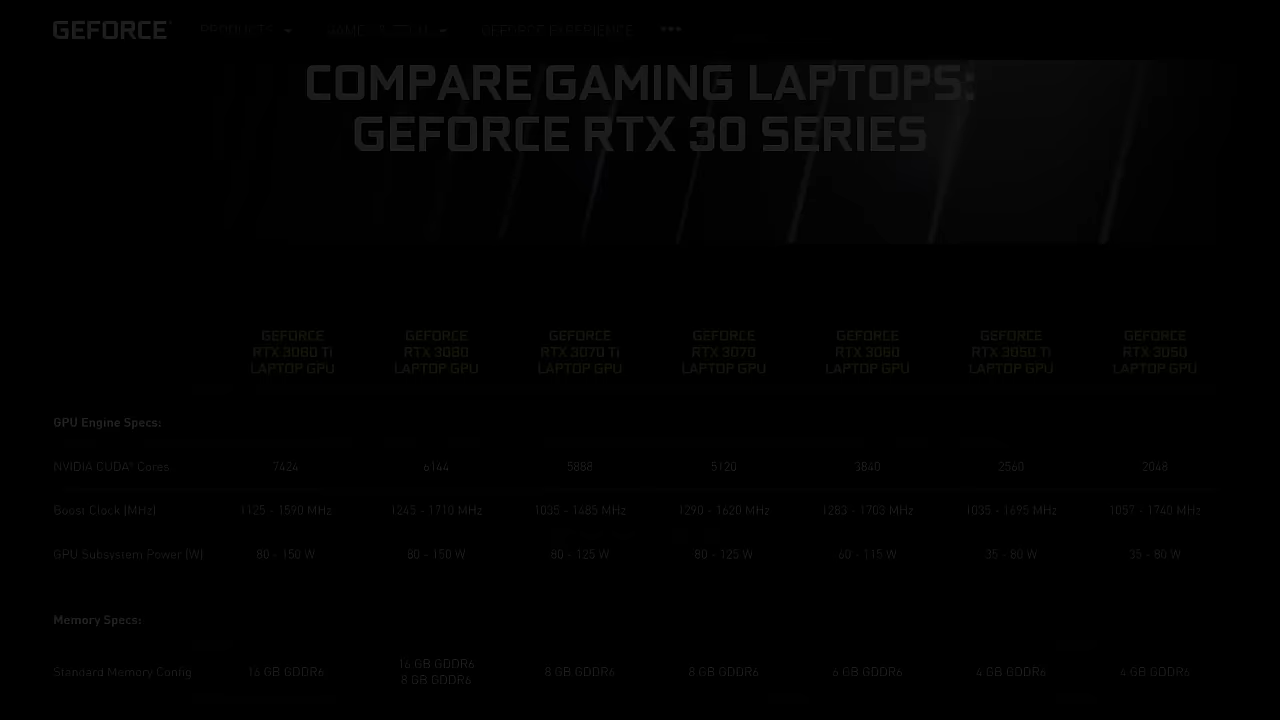 GEFORCE PRODUCTS GEFORCE EXPERIENCE •••
COMPARE GAMING LAPTOPS:
GEFORCE RTX 30 SERIES
GEFORCE RTX 3080 Ti LAPTOP GPU
GEFORCE RTX 3080 LAPTOP GPU
GEFORCE RTX 3070 Ti LAPTOP GPU
GEFORCE RTX 3070 LAPTOP GPU
GEFORCE RTX 3060 LAPTOP GPU
GEFORCE RTX 3050 Ti LAPTOP GPU
GEFORCE RTX 3050 LAPTOP GPU
GPU Engine Specs:
NVIDIA CUDA® Cores 7424 6144 5888 5120 3840 2560 2048
Boost Clock (MHz) 1125 - 1590 MHz 1245 - 1710 MHz 1035 - 1485 MHz 1290 - 1620 MHz 1283 - 1703 MHz 1035 - 1695 MHz 1057 - 1740 MHz
GPU Subsystem Power (W) 80 - 150 W 80 - 150 W 80 - 125 W 80 - 125 W 60 - 115 W 35 - 80 W 35 - 80 W
Memory Specs:
Standard Memory Config 16 GB GDDR6 16 GB GDDR6 8 GB GDDR6 8 GB GDDR6 8 GB GDDR6 6 GB GDDR6 4 GB GDDR6 4 GB GDDR6